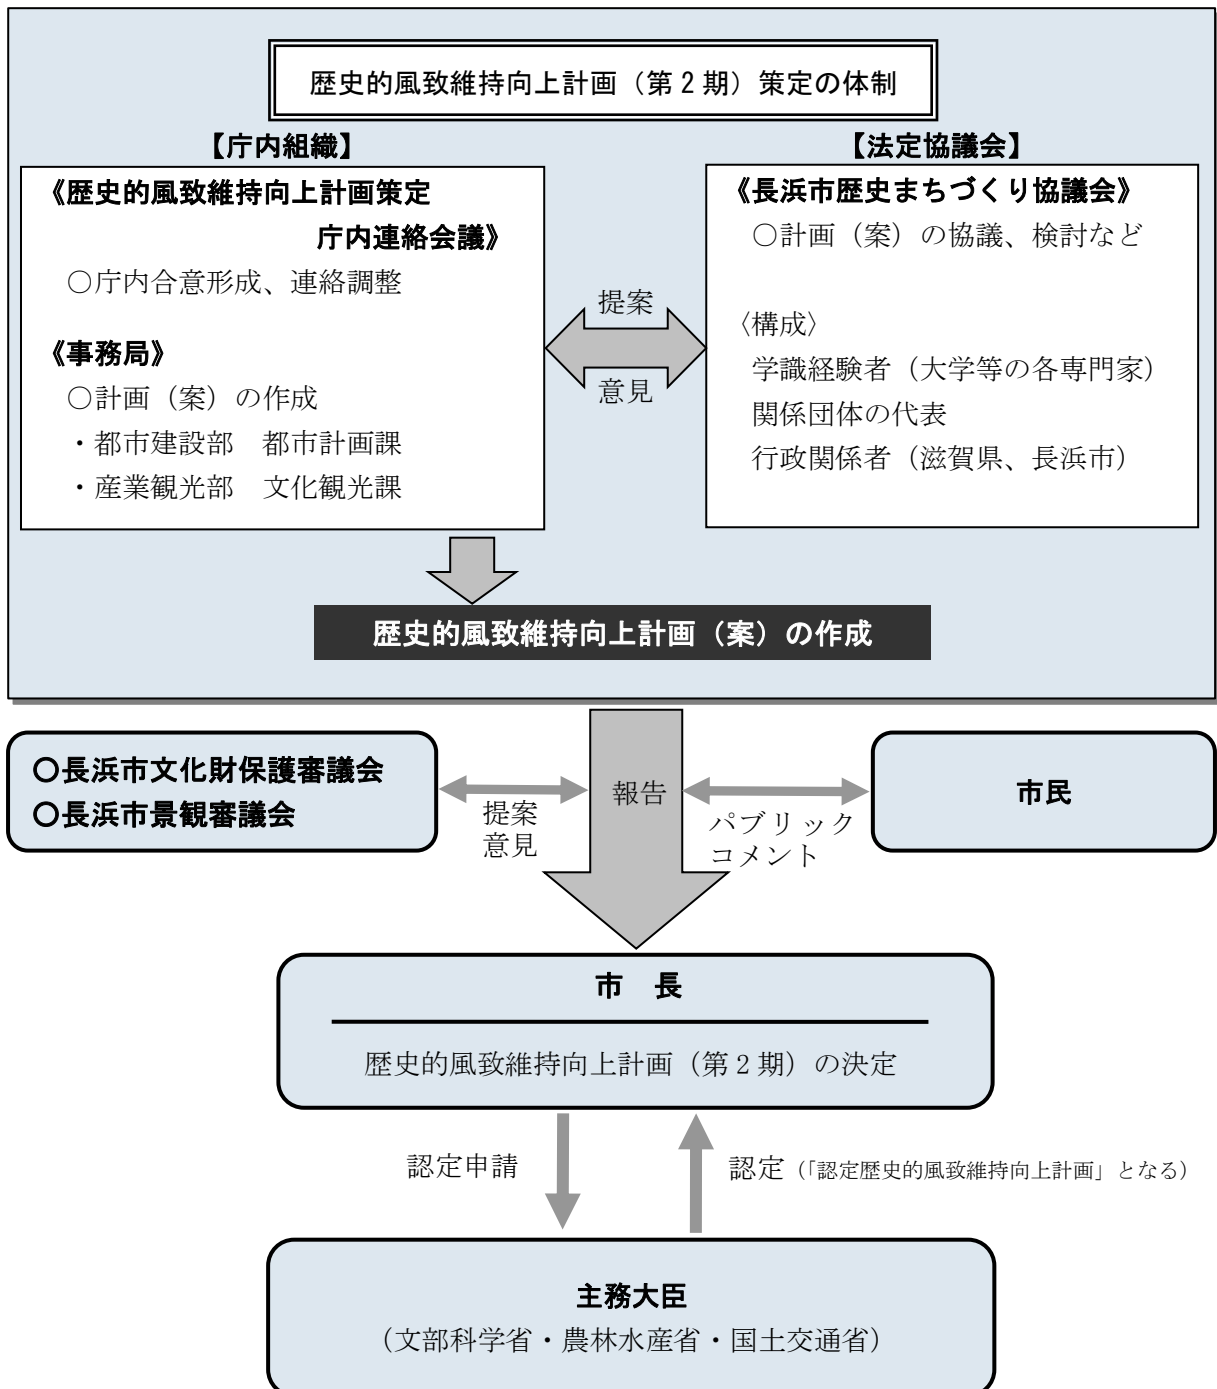 歴史的風致維持向上計画（第２期）策定の体制
【庁内組織】
《歴史的風致維持向上計画策定
庁内連絡会議》
○庁内合意形成、連絡調整
《事務局》
○計画（案）の作成
・都市建設部　都市計画課
・産業観光部　文化観光課
提案
意見
【法定協議会】
《長浜市歴史まちづくり協議会》
○計画（案）の協議、検討など
〈構成〉
学識経験者（大学等の各専門家）
関係団体の代表
行政関係者（滋賀県、長浜市）
歴史的風致維持向上計画（案）の作成
○長浜市文化財保護審議会
○長浜市景観審議会
提案
意見
報告
パブリック
コメント
市民
市　長
歴史的風致維持向上計画（第２期）の決定
認定申請
認定（「認定歴史的風致維持向上計画」となる）
主務大臣
（文部科学省・農林水産省・国土交通省）